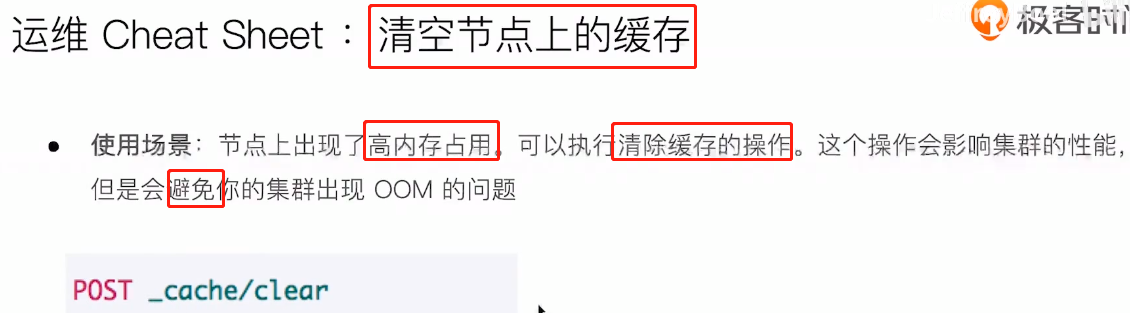 运维 Cheat Sheet：清空节点上的缓存
极客时
使用场景：节点上出现了高内存占用。可以执行清除缓存的操作。这个操作会影响集群的性能，
但是会避免你的集群出现 OOM 的问题
POST _cache/clear